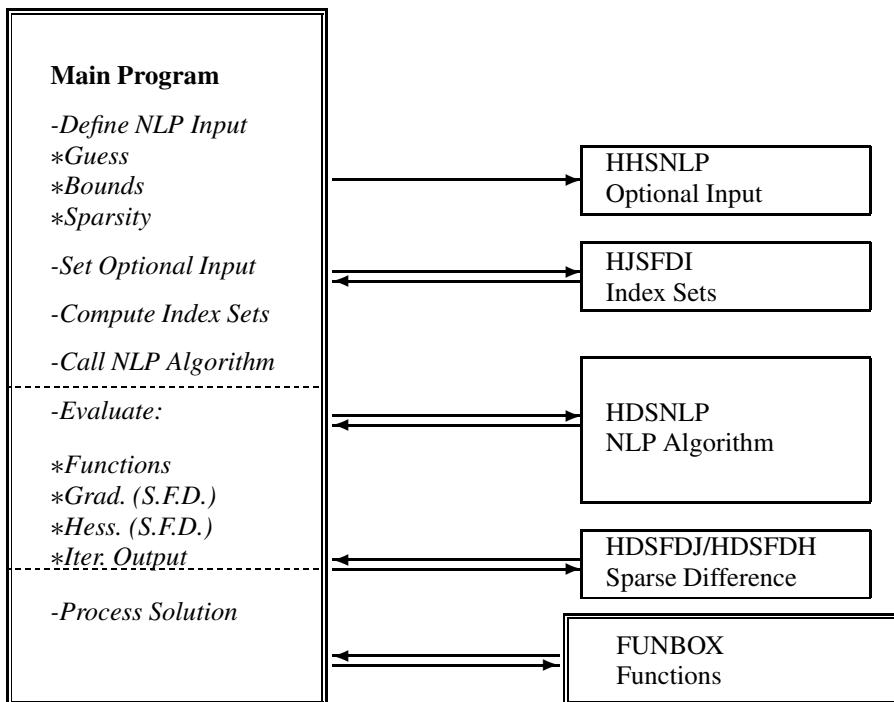 Main Program
-Define NLP Input
*Guess
*Bounds
*Sparsity
-Set Optional Input
-Compute Index Sets
-Call NLP Algorithm
-Evaluate:
*Functions
*Grad. (S.F.D.)
*Hess. (S.F.D.)
*Iter. Output
-Process Solution
HHSNLP
Optional Input
HJSFDI
Index Sets
HDSNLP
NLP Algorithm
HDSFDJ/HDSFDH
Sparse Difference
FUNBOX
Functions